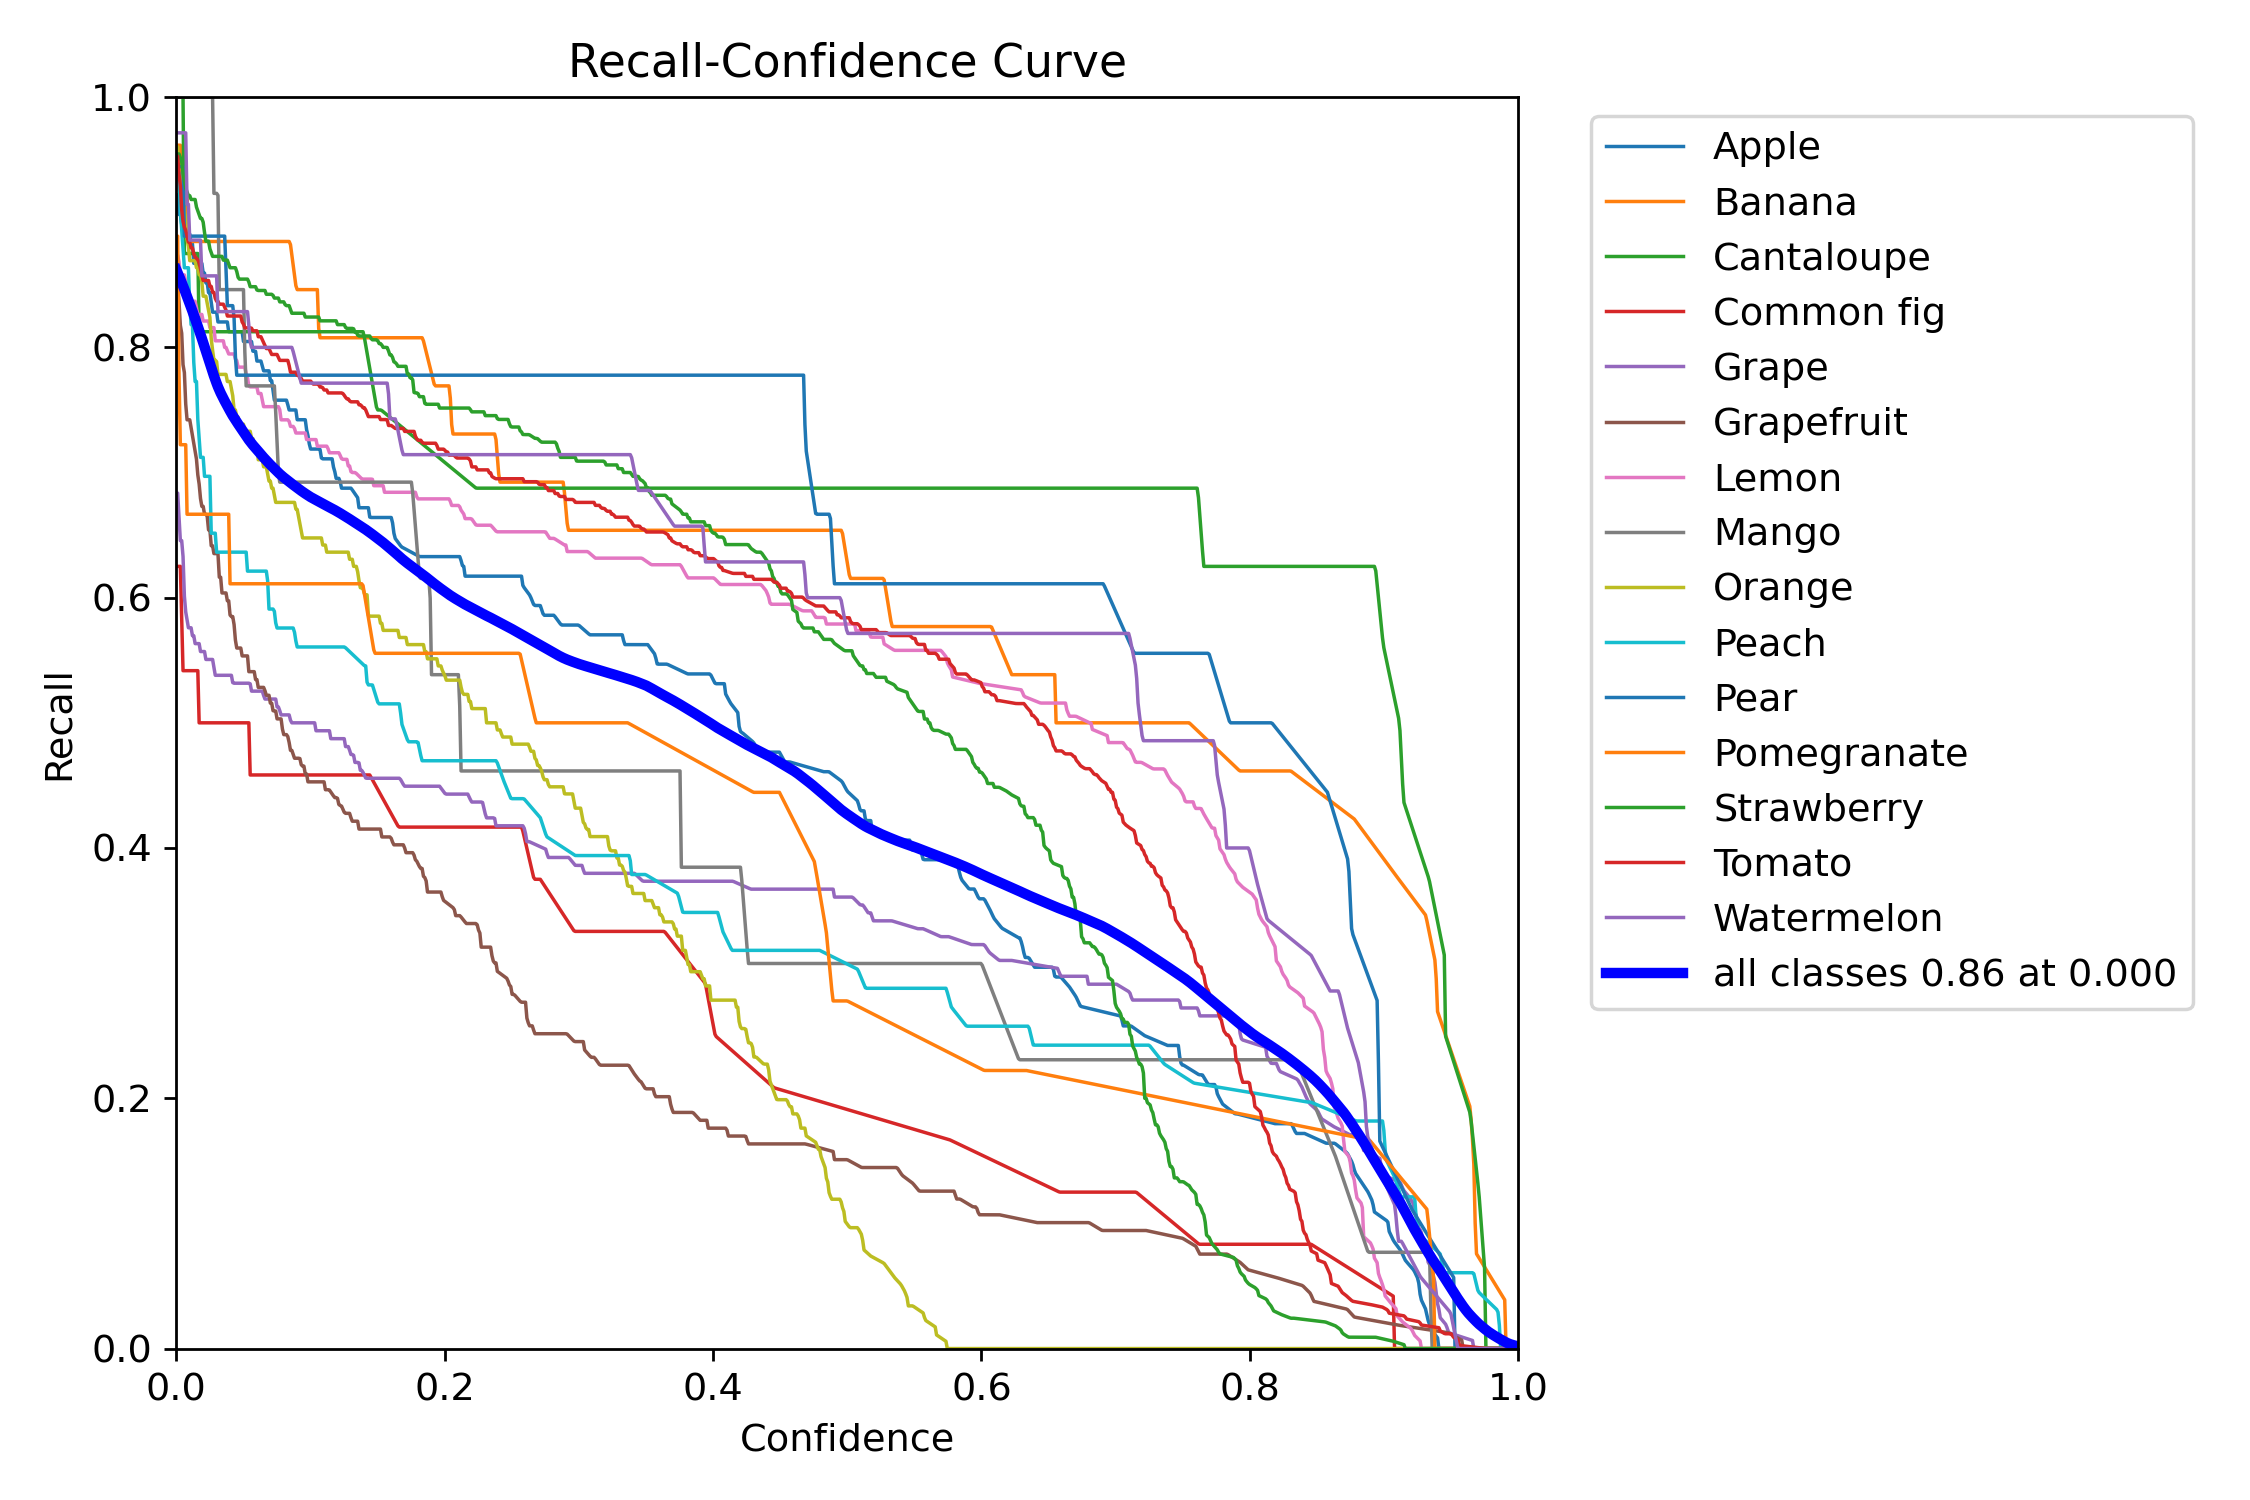 Recall-Confidence Curve
1.0
0.8
0.6
0.4
0.2
0.0
Recall
0.0 0.2 0.4 0.6 0.8 1.0
Confidence
Apple
Banana
Cantaloupe
Common fig
Grape
Grapefruit
Lemon
Mango
Orange
Peach
Pear
Pomegranate
Strawberry
Tomato
Watermelon
all classes 0.86 at 0.000